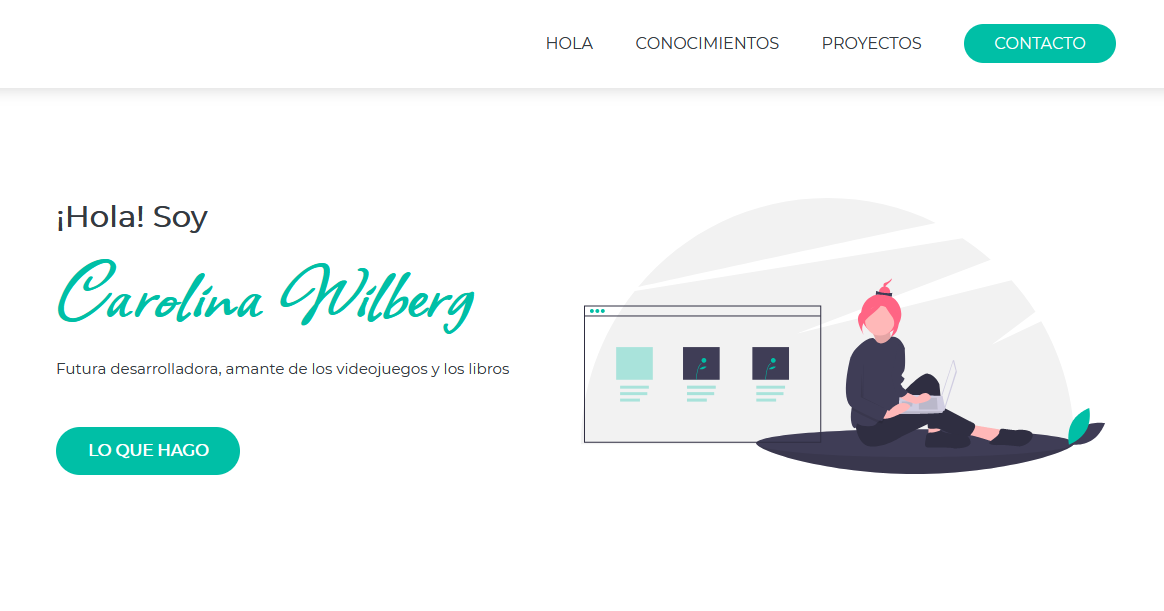 HOLA CONOCIMIENTOS PROYECTOS CONTACTO
¡Hola! Soy
Carolina Wilberg
Futura desarrolladora, amante de los videojuegos y los libros
LO QUE HAGO